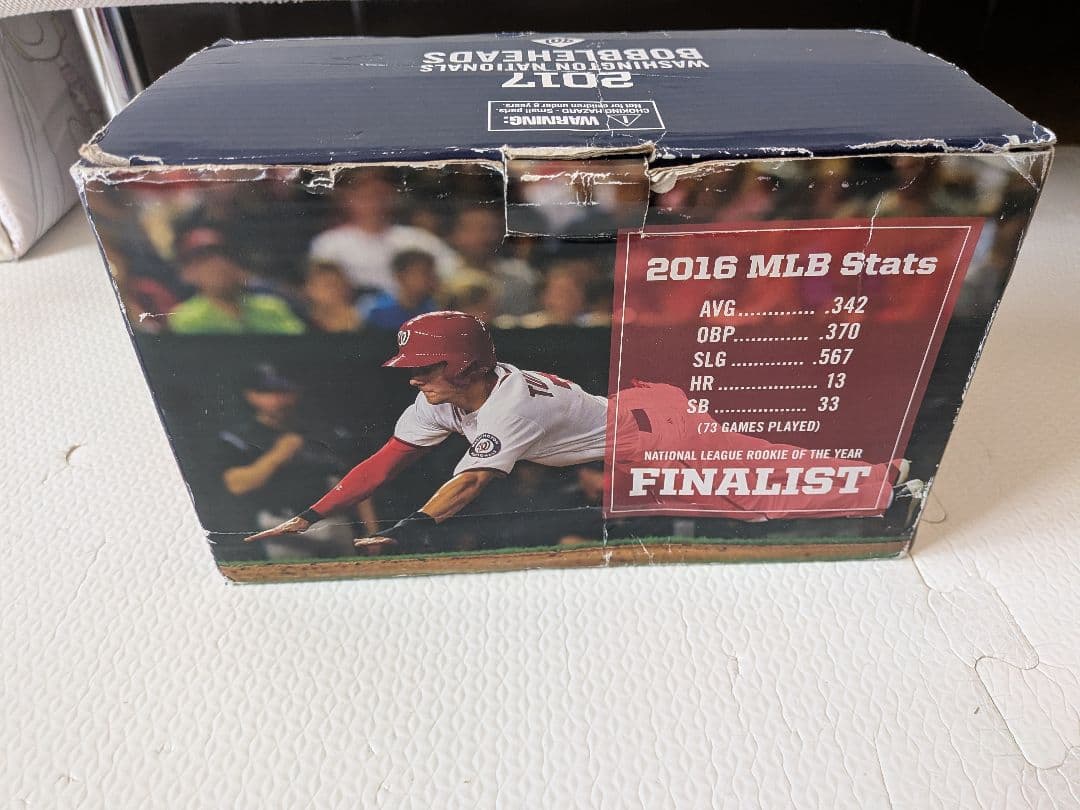 2017
WASHINGTON NATIONALS
BOBBLEHEADS
WARNING:
CHOKING HAZARD - Small parts.
Not for children under 8 years.
2016 MLB Stats
AVG............. .342
OBP............. .370
SLG ............ .567
HR .................. 13
SB ................. 33
(73 GAMES PLAYED)
NATIONAL LEAGUE ROOKIE OF THE YEAR
FINALIST
W